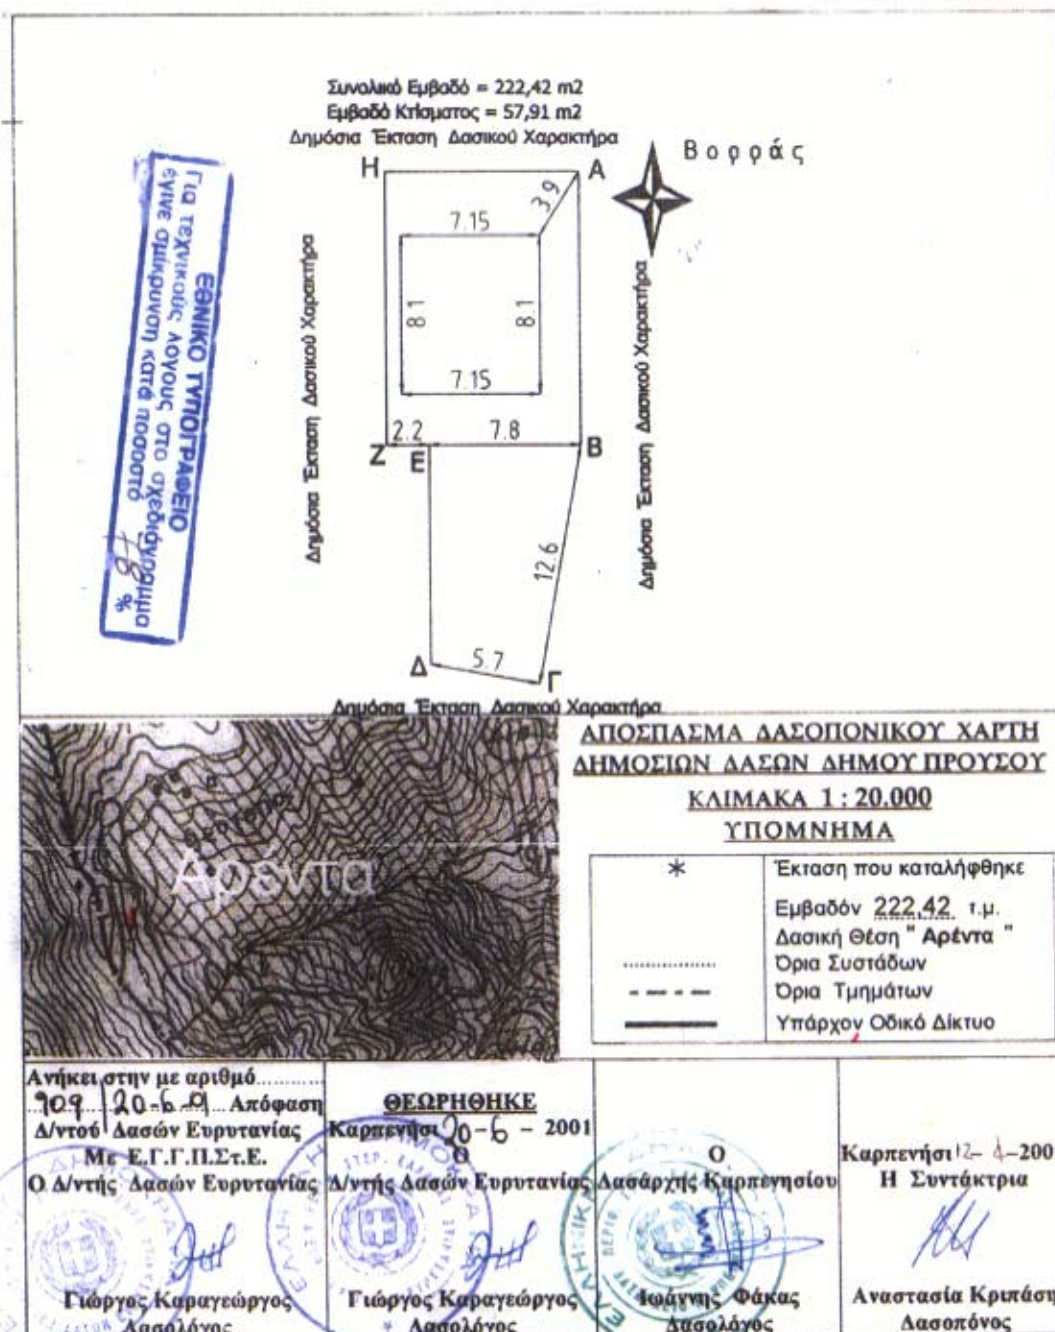 Συνολικό Εμβαδό = 222,42 m2
Εμβαδό Κτίσματος = 57,91 m2
Δημόσια Έκταση Δασικού Χαρακτήρα
Βορράς
Η
Α
3.9
7.15
8.1
8.1
7.15
Δημόσια Έκταση Δασικού Χαρακτήρα
Δημόσια Έκταση Δασικού Χαρακτήρα
ΕΘΝΙΚΟ ΤΥΠΟΓΡΑΦΕΙΟ
Για τεχνικούς λόγους στο σχεδιάγραμμα
έγινε σμίκρυνση κατά ποσοστό 78 %
2.2
7.8
Ζ
Ε
Β
12.6
Δ
5.7
Γ
Δημόσια Έκταση Δασικού Χαρακτήρα
Αρέντα
ΑΠΟΣΠΑΣΜΑ ΔΑΣΟΠΟΝΙΚΟΥ ΧΑΡΤΗ
ΔΗΜΟΣΙΩΝ ΔΑΣΩΝ ΔΗΜΟΥ ΠΡΟΥΣΟΥ
ΚΛΙΜΑΚΑ 1 : 20.000
ΥΠΟΜΝΗΜΑ
* Έκταση που καταλήφθηκε
Εμβαδόν 222,42 τ.μ.
Δασική Θέση " Αρέντα "
Όρια Συστάδων
Όρια Τμημάτων
Υπάρχον Οδικό Δίκτυο
Ανήκει στην με αριθμό............
909 / 20-6-01 Απόφαση
Δ/ντού Δασών Ευρυτανίας
Με Ε.Γ.Γ.Π.Στ.Ε.
Ο Δ/ντής Δασών Ευρυτανίας
Γιώργος Καραγεώργος
Δασολόγος
ΘΕΩΡΗΘΗΚΕ
Καρπενήσι 20-6 - 2001
Ο
Δ/ντής Δασών Ευρυτανίας
Γιώργος Καραγεώργος
Δασολόγος
Ο
Δασάρχης Καρπενησίου
Ιωάννης Φάκας
Δασολόγος
Καρπενήσι
Η Συντάκτρια
Αναστασία Κριπάση
Δασοπόνος